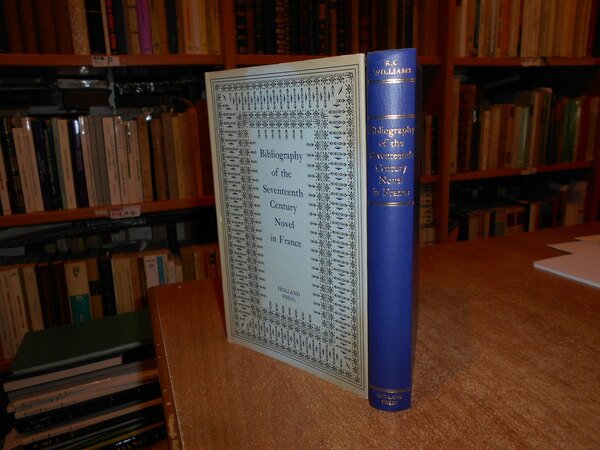 Bibliography
of the
Seventeenth
Century
Novel
in France
HOLLAND
PRESS
R.C
WILLIAMS
Bibliography
of the
Seventeenth
Century
Novel
in France
HOLLAND
PRESS